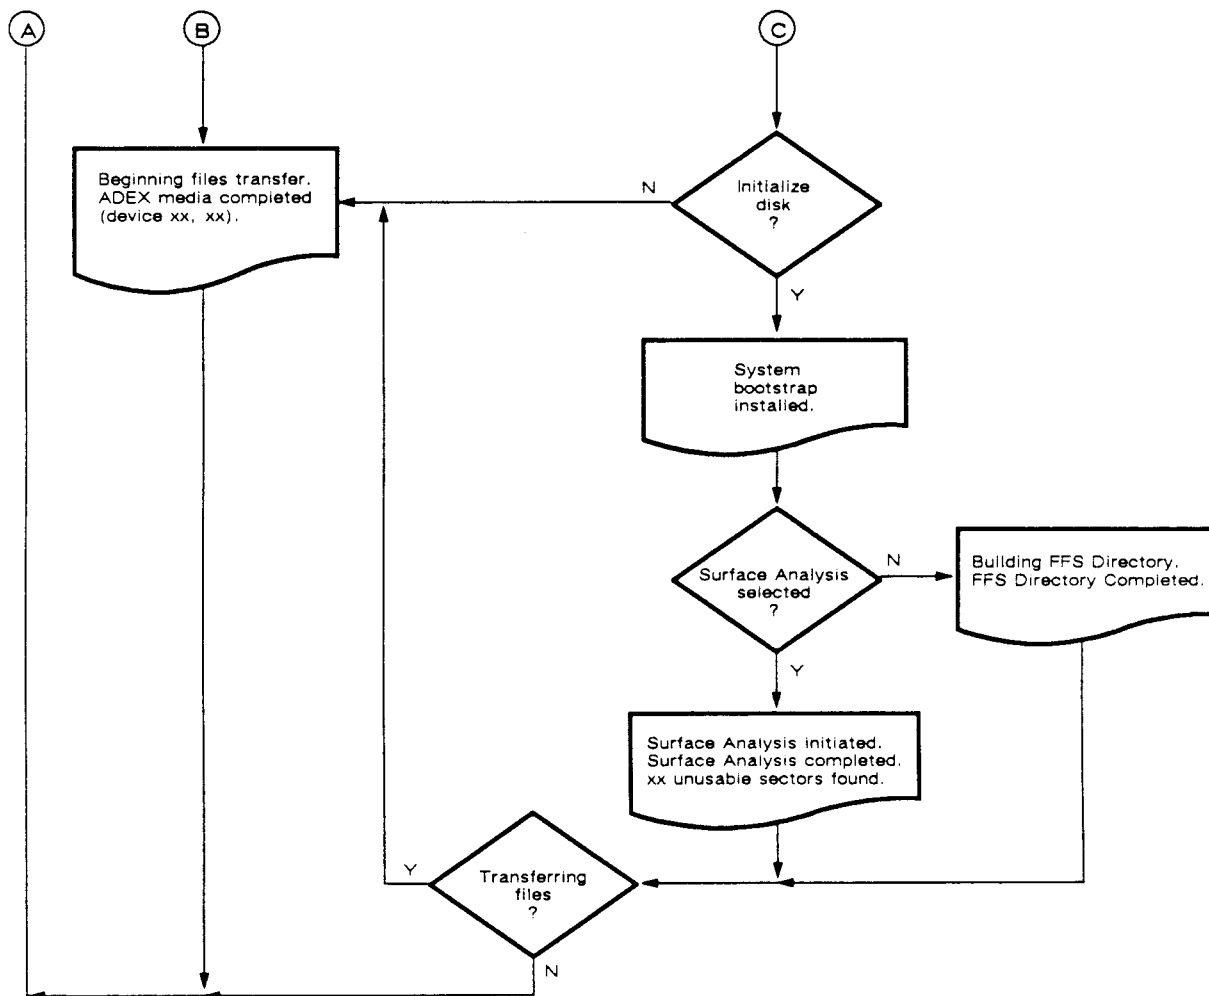 A
B
C
Beginning files transfer.
ADEX media completed
(device xx, xx).
N
Initialize
disk
?
Y
System
bootstrap
installed.
Surface Analysis
selected
?
N
Building FFS Directory.
FFS Directory Completed.
Y
Surface Analysis initiated.
Surface Analysis completed.
xx unusable sectors found.
Y
Transferring
files
?
N